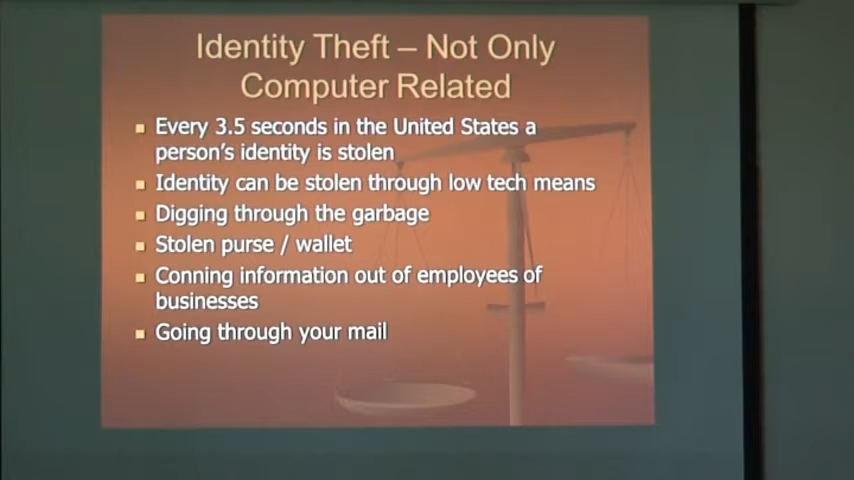 Identity Theft – Not Only
Computer Related
Every 3.5 seconds in the United States a
person's identity is stolen
Identity can be stolen through low tech means
Digging through the garbage
Stolen purse / wallet
Conning information out of employees of
businesses
Going through your mail